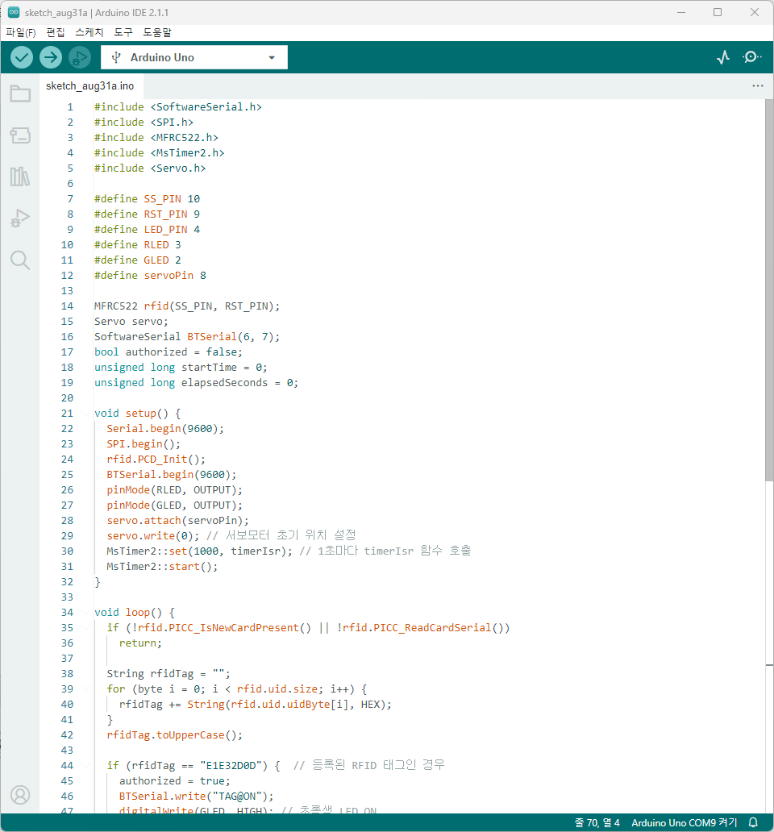 sketch_aug31a | Arduino IDE 2.1.1
파일(F) 편집 스케치 도구 도움말
Arduino Uno
sketch_aug31a.ino
1 #include <SoftwareSerial.h>
2 #include <SPI.h>
3 #include <MFRC522.h>
4 #include <MsTimer2.h>
5 #include <Servo.h>
6
7 #define SS_PIN 10
8 #define RST_PIN 9
9 #define LED_PIN 4
10 #define RLED 3
11 #define GLED 2
12 #define servoPin 8
13
14 MFRC522 rfid(SS_PIN, RST_PIN);
15 Servo servo;
16 SoftwareSerial BTSerial(6, 7);
17 bool authorized = false;
18 unsigned long startTime = 0;
19 unsigned long elapsedSeconds = 0;
20
21 void setup() {
22 Serial.begin(9600);
23 SPI.begin();
24 rfid.PCD_Init();
25 BTSerial.begin(9600);
26 pinMode(RLED, OUTPUT);
27 pinMode(GLED, OUTPUT);
28 servo.attach(servoPin);
29 servo.write(0); // 서보모터 초기 위치 설정
30 MsTimer2::set(1000, timerIsr); // 1초마다 timerIsr 함수 호출
31 MsTimer2::start();
32 }
33
34 void loop() {
35 if (!rfid.PICC_IsNewCardPresent() || !rfid.PICC_ReadCardSerial())
36 return;
37
38 String rfidTag = "";
39 for (byte i = 0; i < rfid.uid.size; i++) {
40 rfidTag += String(rfid.uid.uidByte[i], HEX);
41 }
42 rfidTag.toUpperCase();
43
44 if (rfidTag == "E1E32D0D") { // 등록된 RFID 태그인 경우
45 authorized = true;
46 BTSerial.write("TAG@ON");
47 digitalWrite(GLED, HIGH); // 초록색 LED ON
줄 70, 열 4 Arduino Uno COM9 켜기